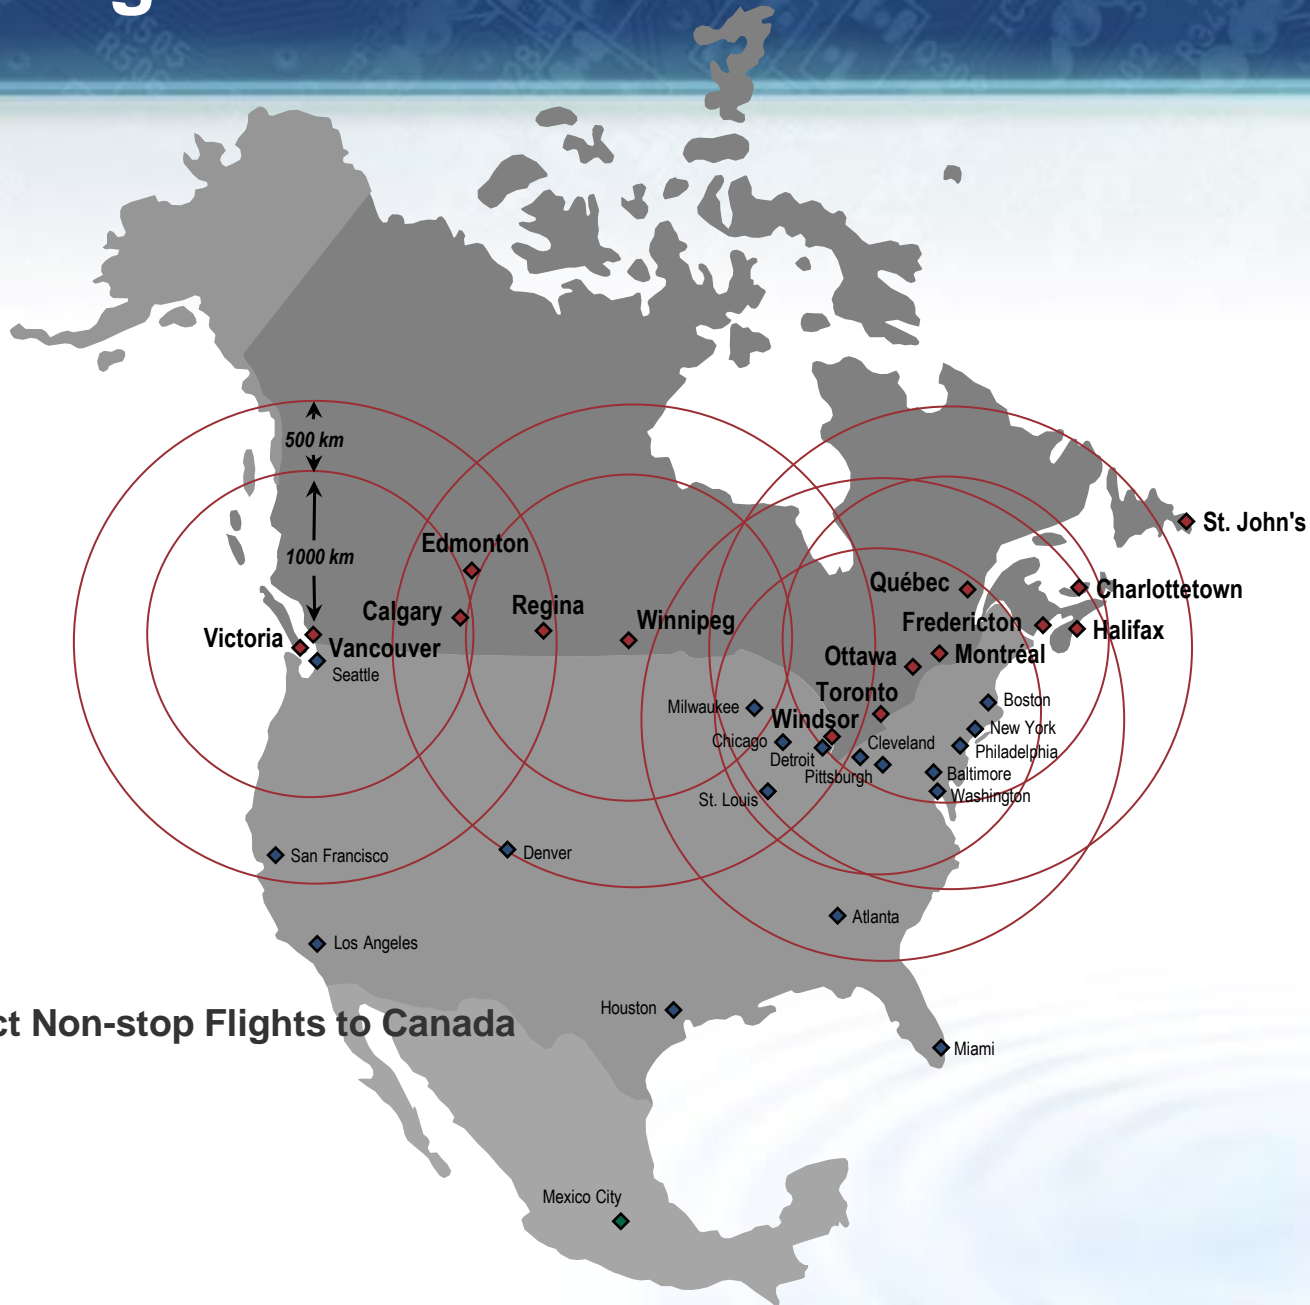 500 km
St. John's
Edmonton
1000 km
Québec
Charlottetown
Calgary
Regina
Winnipeg
Fredericton
Halifax
Victoria
Vancouver
Ottawa
Montréal
Seattle
Toronto
Milwaukee
Boston
Windsor
New York
Chicago
Cleveland
Detroit
Philadelphia
Pittsburgh
Baltimore
St. Louis
Washington
San Francisco
Denver
Atlanta
Los Angeles
Houston
Non-stop Flights to Canada
Miami
Mexico City